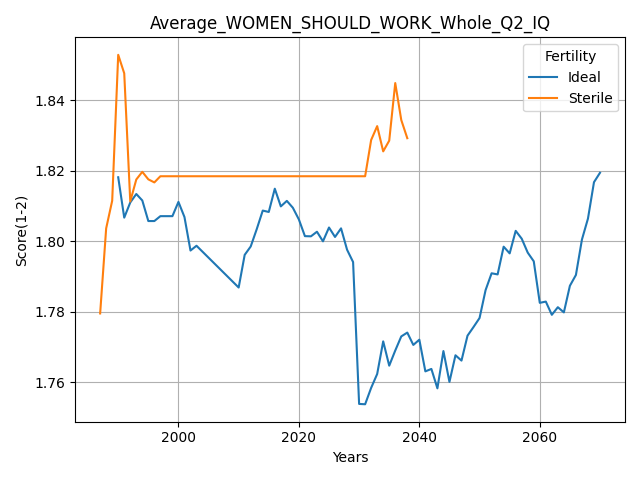 Average_WOMEN_SHOULD_WORK_Whole_Q2_IQ
Fertility
Ideal
Sterile
Score(1-2)
1.84
1.82
1.80
1.78
1.76
2000
2020
2040
2060
Years